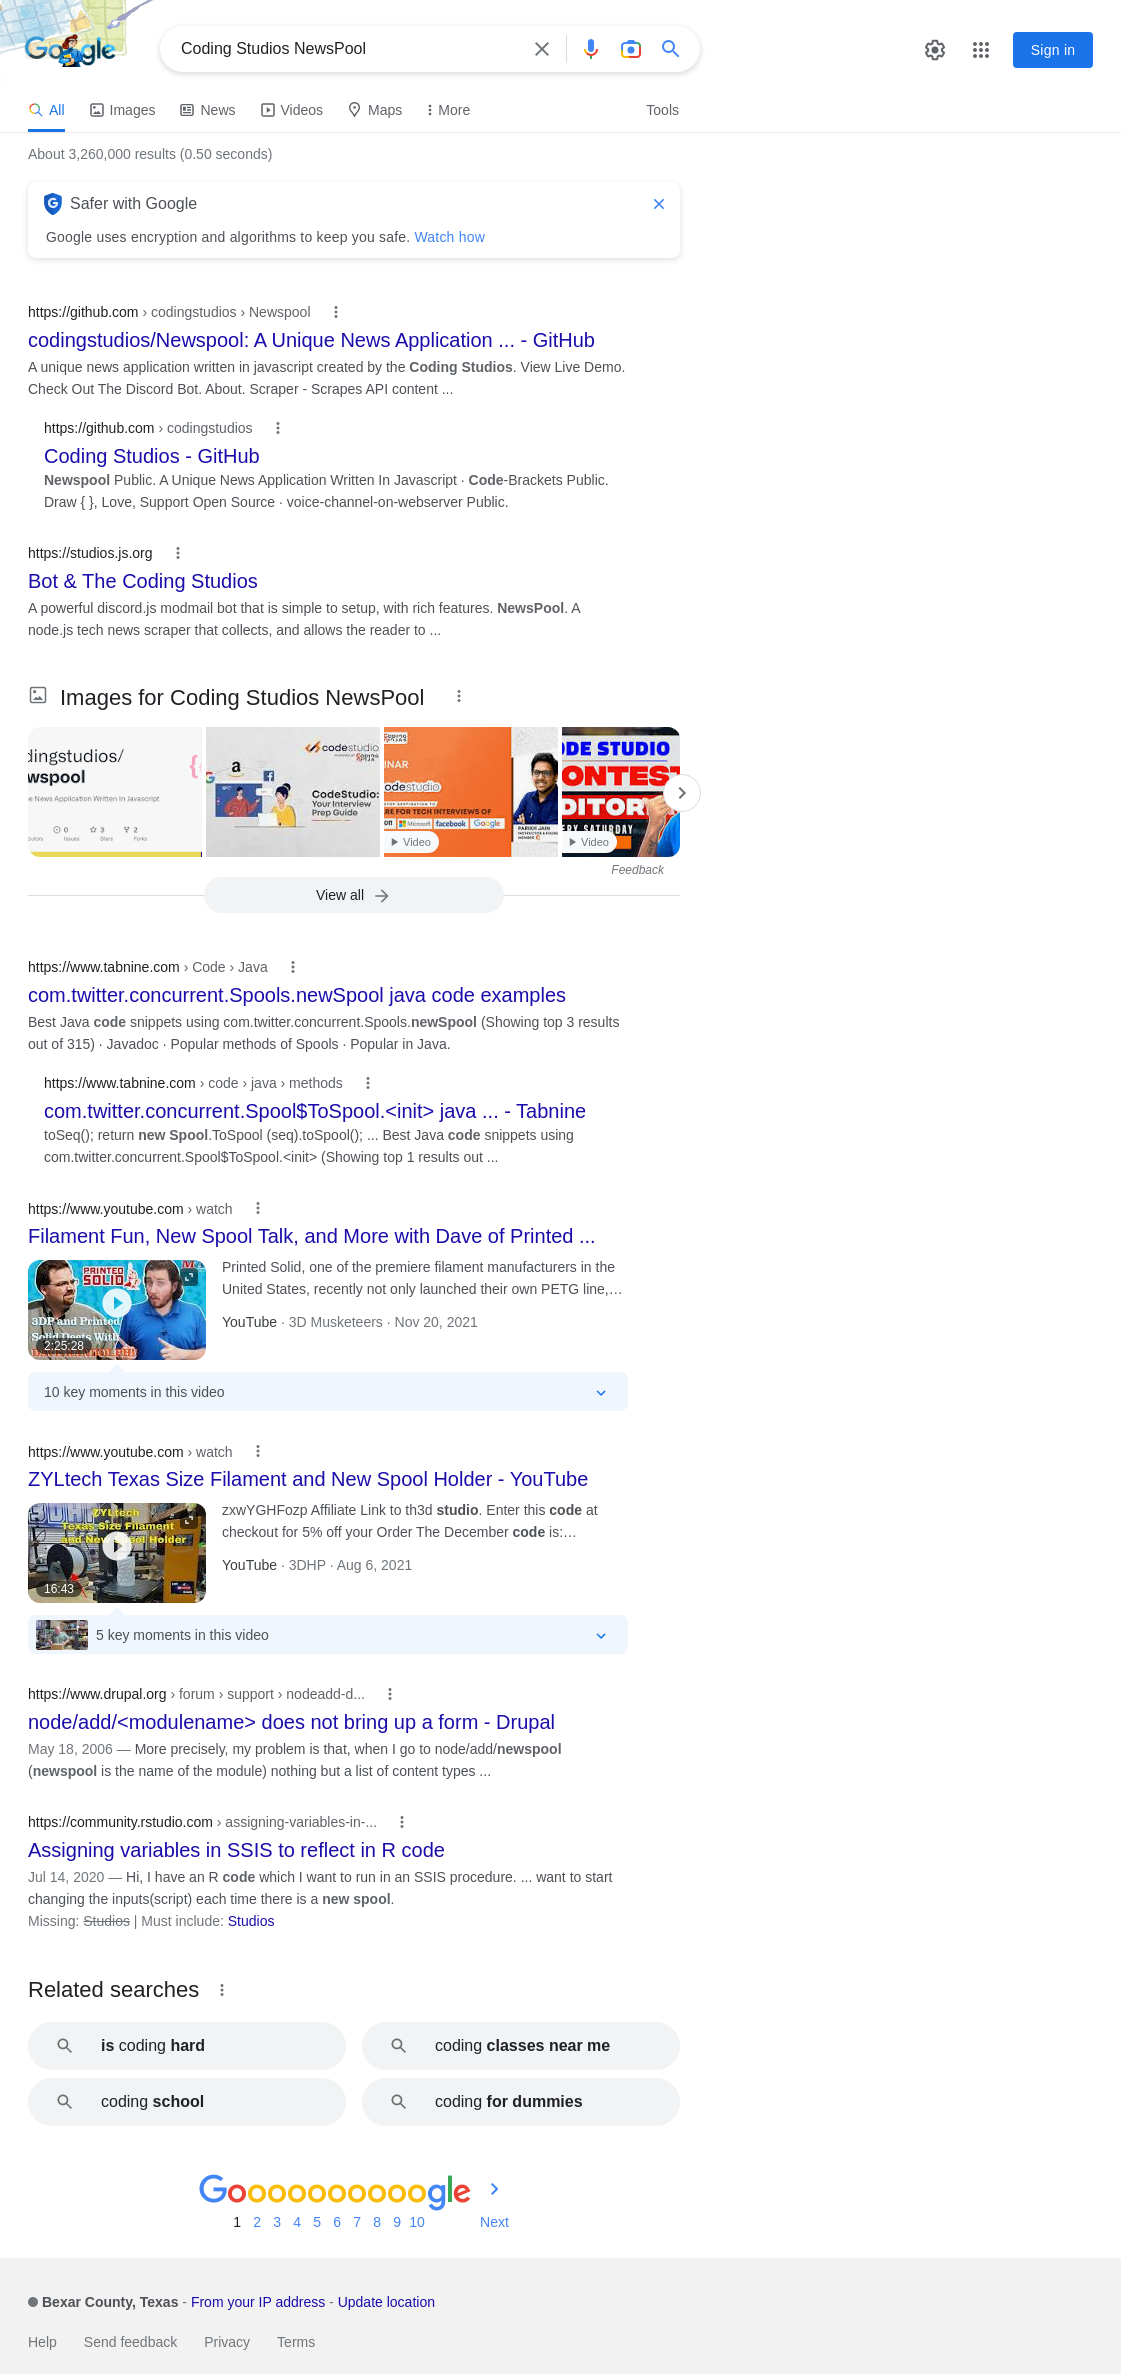 Google
Coding Studios NewsPool
Sign in
All
Images
News
Videos
Maps
More
Tools
About 3,260,000 results (0.50 seconds)
Safer with Google
Google uses encryption and algorithms to keep you safe. Watch how
https://github.com › codingstudios › Newspool
codingstudios/Newspool: A Unique News Application ... - GitHub
A unique news application written in javascript created by the Coding Studios. View Live Demo.
Check Out The Discord Bot. About. Scraper - Scrapes API content ...
https://github.com › codingstudios
Coding Studios - GitHub
Newspool Public. A Unique News Application Written In Javascript · Code-Brackets Public.
Draw { }, Love, Support Open Source · voice-channel-on-webserver Public.
https://studios.js.org
Bot & The Coding Studios
A powerful discord.js modmail bot that is simple to setup, with rich features. NewsPool. A
node.js tech news scraper that collects, and allows the reader to ...
Images for Coding Studios NewsPool
dingstudios/
wspool
e News Application Written In Javascript
0
3
2
Issues
Stars
Forks
codestudio
a
CodeStudio:
Your Interview
Prep Guide
INAR
odestudio
E FOR TECH INTERVIEWS OF
Microsoft
facebook
Google
PARIKH JAIN
Video
ODE STUDIO
CONTEST
DITOR
ERY SATURDAY
Video
Feedback
View all
https://www.tabnine.com › Code › Java
com.twitter.concurrent.Spools.newSpool java code examples
Best Java code snippets using com.twitter.concurrent.Spools.newSpool (Showing top 3 results
out of 315) · Javadoc · Popular methods of Spools · Popular in Java.
https://www.tabnine.com › code › java › methods
com.twitter.concurrent.Spool$ToSpool.<init> java ... - Tabnine
toSeq(); return new Spool.ToSpool (seq).toSpool(); ... Best Java code snippets using
com.twitter.concurrent.Spool$ToSpool.<init> (Showing top 1 results out ...
https://www.youtube.com › watch
Filament Fun, New Spool Talk, and More with Dave of Printed ...
PRINTED
SOLID
3DP and Printed
Solid Deets With
2:25:28
Printed Solid, one of the premiere filament manufacturers in the
United States, recently not only launched their own PETG line,…
YouTube · 3D Musketeers · Nov 20, 2021
10 key moments in this video
https://www.youtube.com › watch
ZYLtech Texas Size Filament and New Spool Holder - YouTube
ZYLtech
Texas Size Filament
and New Spool Holder
16:43
zxwYGHFozp Affiliate Link to th3d studio. Enter this code at
checkout for 5% off your Order The December code is:…
YouTube · 3DHP · Aug 6, 2021
5 key moments in this video
https://www.drupal.org › forum › support › nodeadd-d...
node/add/<modulename> does not bring up a form - Drupal
May 18, 2006 — More precisely, my problem is that, when I go to node/add/newspool
(newspool is the name of the module) nothing but a list of content types ...
https://community.rstudio.com › assigning-variables-in-...
Assigning variables in SSIS to reflect in R code
Jul 14, 2020 — Hi, I have an R code which I want to run in an SSIS procedure. ... want to start
changing the inputs(script) each time there is a new spool.
Missing: Studios | Must include: Studios
Related searches
is coding hard
coding classes near me
coding school
coding for dummies
Goooooooooogle
1 2 3 4 5 6 7 8 9 10 Next
Bexar County, Texas - From your IP address - Update location
Help
Send feedback
Privacy
Terms